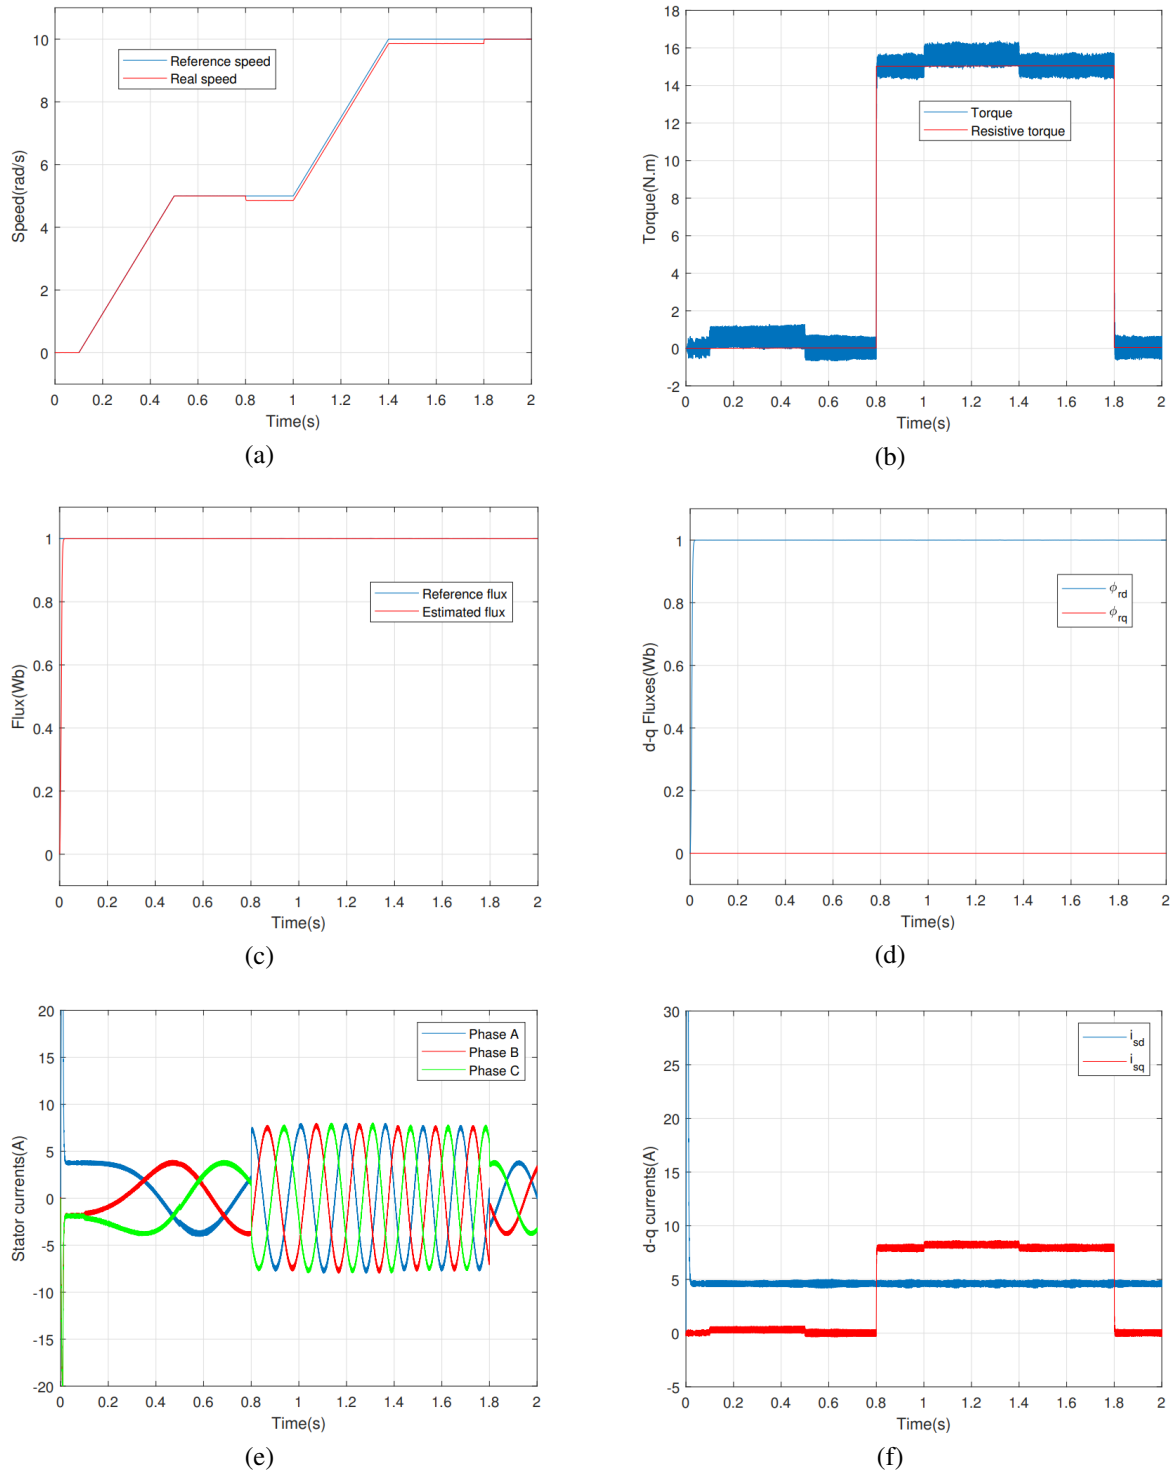 Reference speed
Real speed
Speed(rad/s)
10
8
6
4
2
0
0 0.2 0.4 0.6 0.8 1 1.2 1.4 1.6 1.8 2
Time(s)
(a)
Torque
Resistive torque
Torque(N.m)
18
16
14
12
10
8
6
4
2
0
-2
0 0.2 0.4 0.6 0.8 1 1.2 1.4 1.6 1.8 2
Time(s)
(b)
Reference flux
Estimated flux
Flux(Wb)
1
0.8
0.6
0.4
0.2
0
0 0.2 0.4 0.6 0.8 1 1.2 1.4 1.6 1.8 2
Time(s)
(c)
ϕrd
ϕrq
d-q Fluxes(Wb)
1
0.8
0.6
0.4
0.2
0
0 0.2 0.4 0.6 0.8 1 1.2 1.4 1.6 1.8 2
Time(s)
(d)
Phase A
Phase B
Phase C
Stator currents(A)
20
15
10
5
0
-5
-10
-15
-20
0 0.2 0.4 0.6 0.8 1 1.2 1.4 1.6 1.8 2
Time(s)
(e)
isd
isq
d-q currents(A)
30
25
20
15
10
5
0
-5
0 0.2 0.4 0.6 0.8 1 1.2 1.4 1.6 1.8 2
Time(s)
(f)